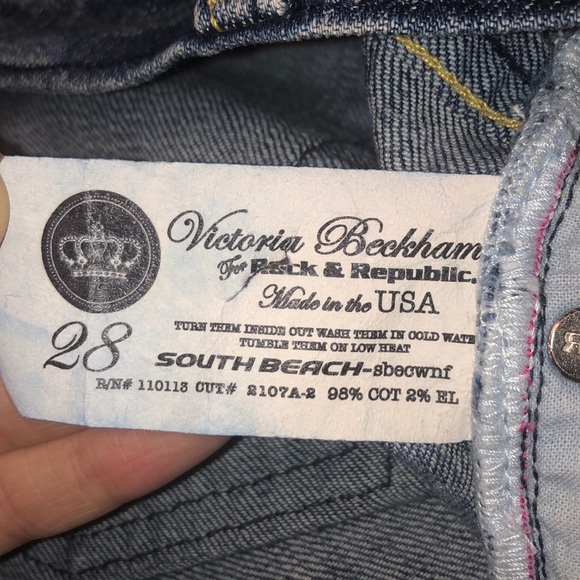 Victoria Beckham
For Rock & Republic.
Made in the USA
TURN THEM INSIDE OUT WASH THEM IN COLD WATE
TUMBLE THEM ON LOW HEAT
28
SOUTH BEACH-sbecwnf
R/N# 110113 CUT# 2107A-2 98% COT 2% EL